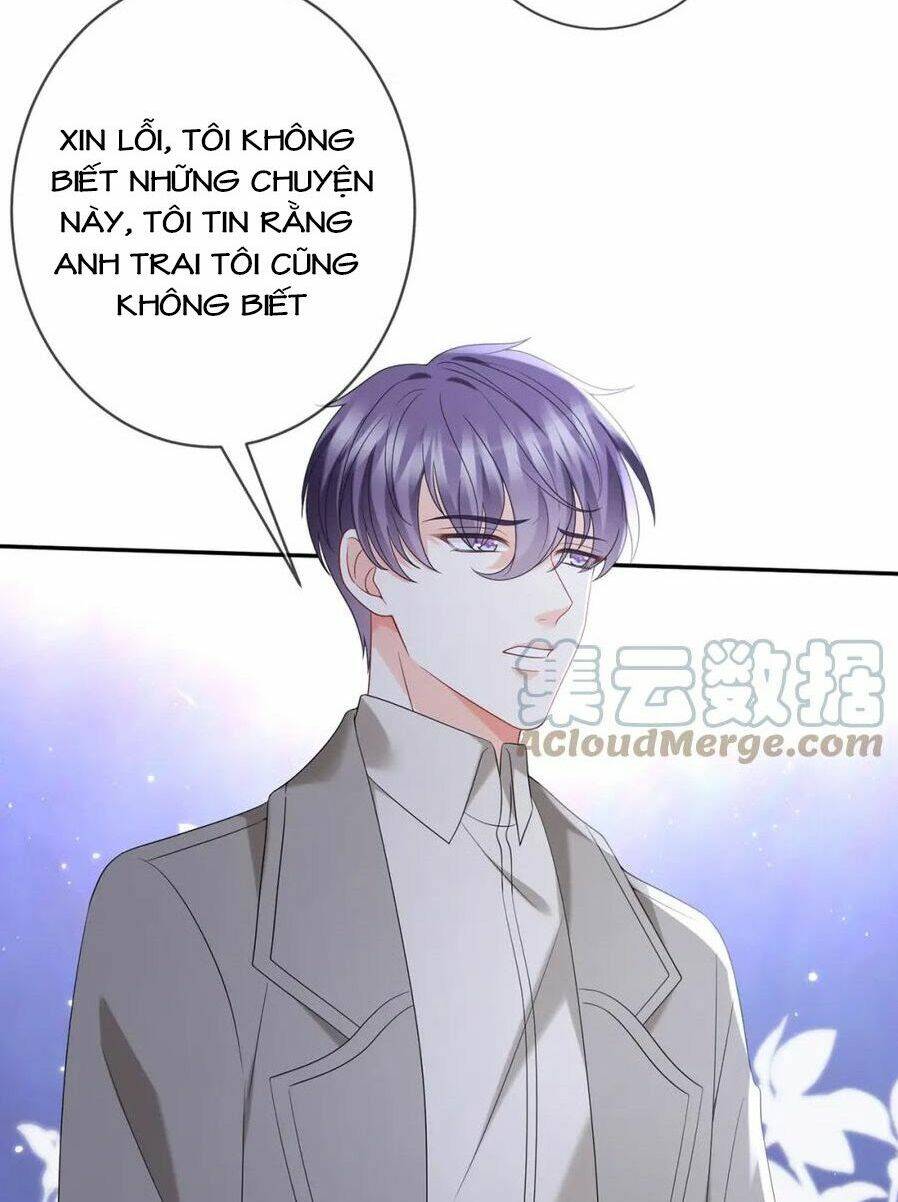 XIN LỖI, TÔI KHÔNG
BIẾT NHỮNG CHUYỆN
NÀY, TÔI TIN RẰNG
ANH TRAI TÔI CŨNG
KHÔNG BIẾT
集云数据
AcloudMerge.com